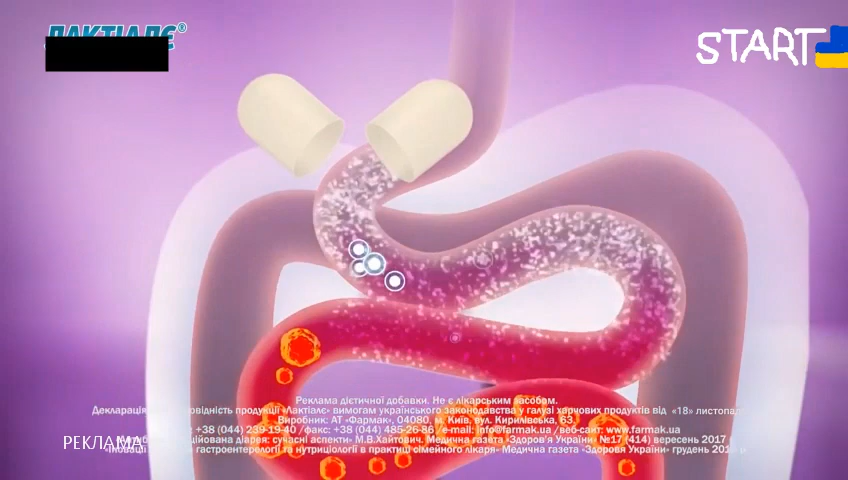 ЛАКТІАЛЄ®
START
Реклама дієтичної добавки. Не є лікарським засобом.
Декларація відповідність продукції «Лактіалє» вимогам українського законодавства у галузі харчових продуктів від «18» листопад
Виробник: АТ «Фармак», 04080, м. Київ, вул. Кирилівська, 63.
+38 (044) 239-19-40 /факс: +38 (044) 485-26-86 /e-mail: info@farmak.ua /веб-сайт: www.farmak.ua
РЕКЛАМА
діарея: сучасні аспекти» М.В.Хайтович. Медична газета «Здоров'я України» №17 (414) вересень 2017
гастроентерології та нутриціології в практиці сімейного лікаря» Медична газета «Здоров'я України» грудень